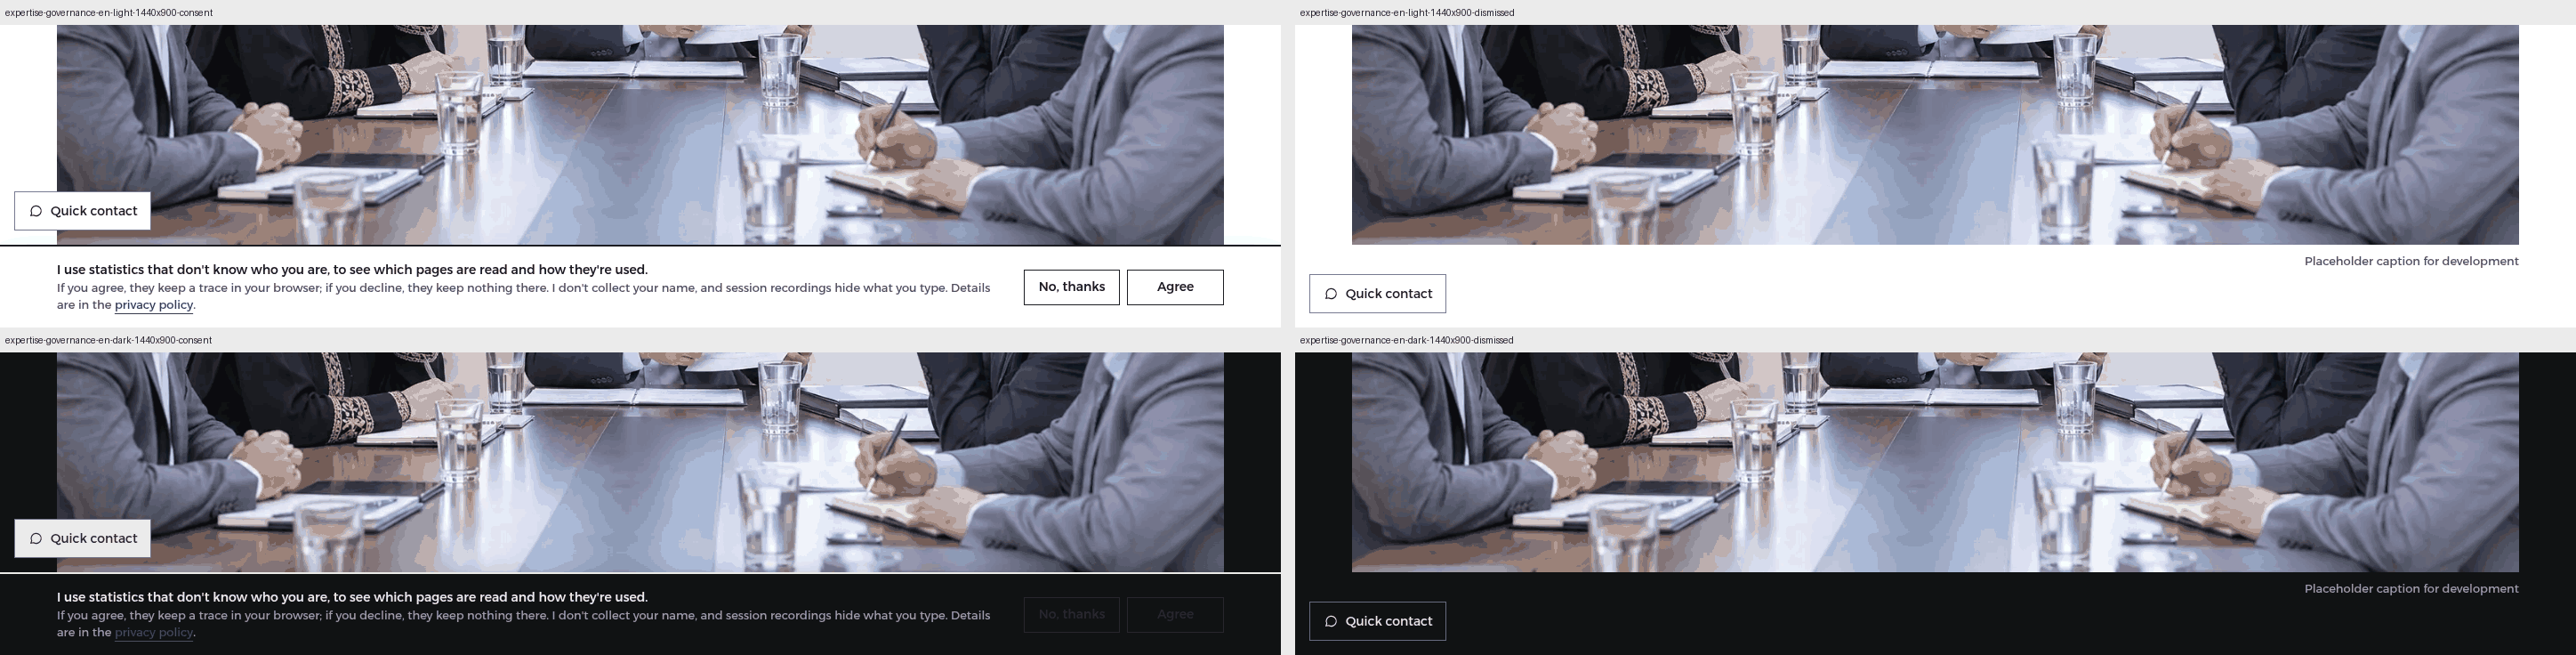 expertise-governance-en-light-1440x900-consent
Quick contact
I use statistics that don't know who you are, to see which pages are read and how they're used.
If you agree, they keep a trace in your browser; if you decline, they keep nothing there. I don't collect your name, and session recordings hide what you type. Details
are in the privacy policy.
No, thanks
Agree
expertise-governance-en-light-1440x900-dismissed
Placeholder caption for development
Quick contact
expertise-governance-en-dark-1440x900-consent
Quick contact
I use statistics that don't know who you are, to see which pages are read and how they're used.
If you agree, they keep a trace in your browser; if you decline, they keep nothing there. I don't collect your name, and session recordings hide what you type. Details
are in the privacy policy.
No, thanks
Agree
expertise-governance-en-dark-1440x900-dismissed
Placeholder caption for development
Quick contact